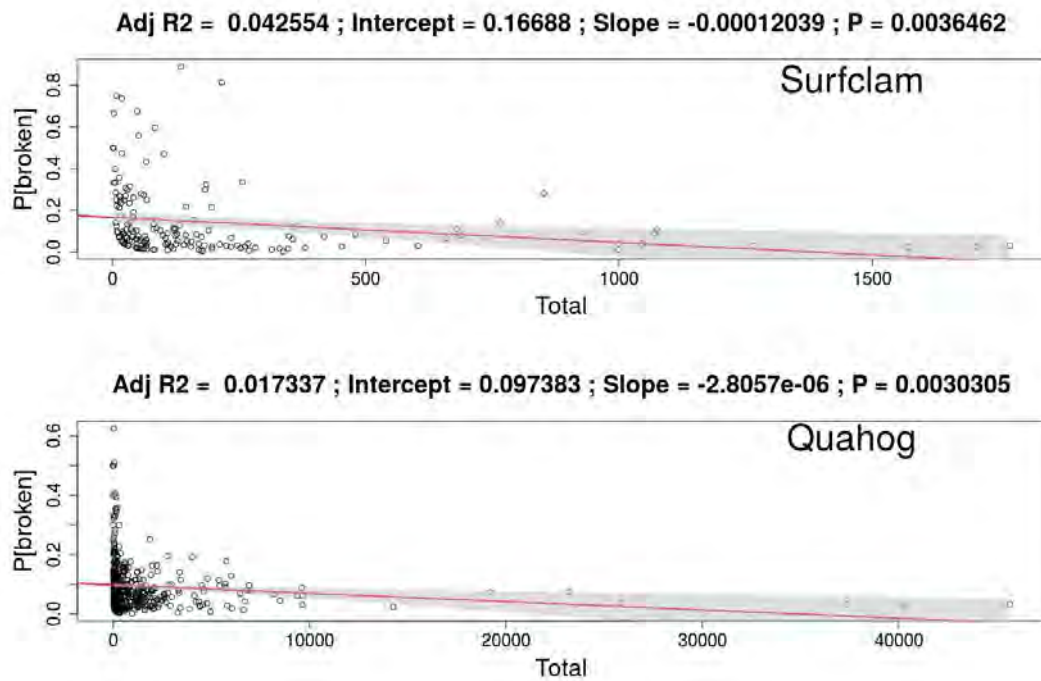 Adj R2 = 0.042554 ; Intercept = 0.16688 ; Slope = -0.00012039 ; P = 0.0036462
Surfclam
P[broken]
0.8
0.6
0.4
0.2
0.0
0 500 1000 1500
Total
Adj R2 = 0.017337 ; Intercept = 0.097383 ; Slope = -2.8057e-06 ; P = 0.0030305
Quahog
P[broken]
0.6
0.4
0.2
0.0
0 10000 20000 30000 40000
Total